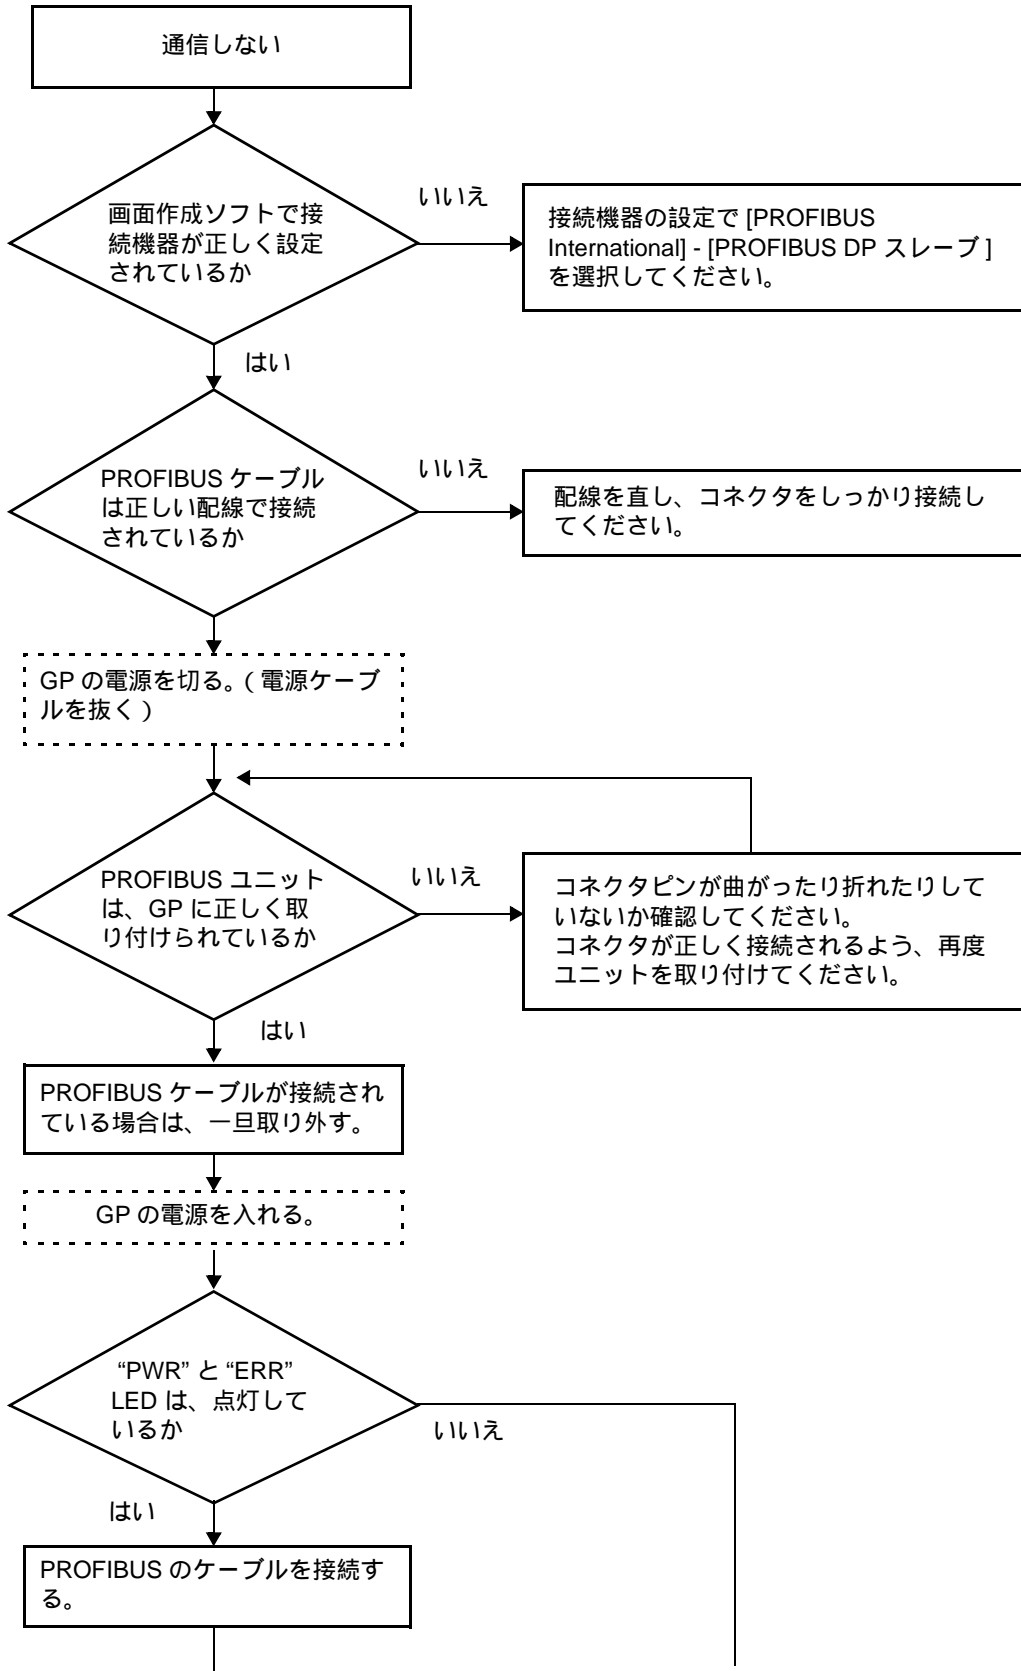 通信しない
画面作成ソフトで接
続機器が正しく設定
されているか
いいえ
接続機器の設定で [PROFIBUS
International] - [PROFIBUS DP スレーブ ]
を選択してください。
はい
PROFIBUS ケーブル
は正しい配線で接続
されているか
いいえ
配線を直し、コネクタをしっかり接続し
てください。
GP の電源を切る。( 電源ケーブ
ルを抜く )
PROFIBUS ユニット
は、GP に正しく取
り付けられているか
いいえ
コネクタピンが曲がったり折れたりして
いないか確認してください。
コネクタが正しく接続されるよう、再度
ユニットを取り付けてください。
はい
PROFIBUS ケーブルが接続され
ている場合は、一旦取り外す。
GP の電源を入れる。
“PWR” と “ERR”
LED は、点灯して
いるか
いいえ
はい
PROFIBUS のケーブルを接続す
る。